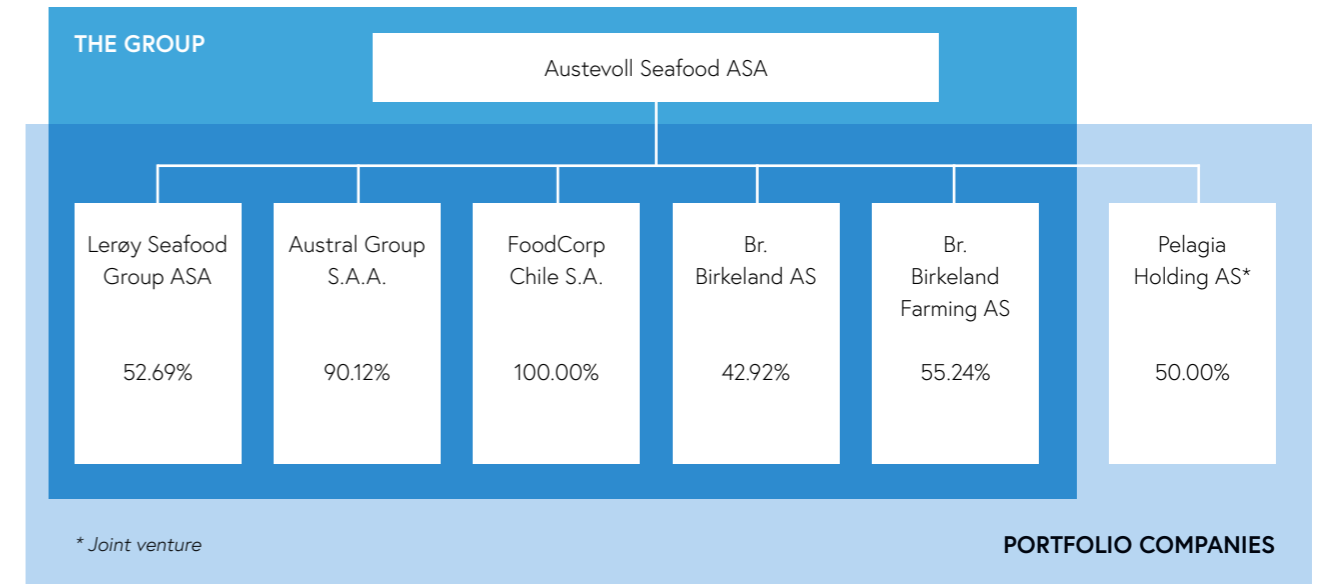 THE GROUP
Austevoll Seafood ASA
Lerøy Seafood
Group ASA
52.69%
Austral Group
S.A.A.
90.12%
FoodCorp
Chile S.A.
100.00%
Br.
Birkeland AS
42.92%
Br.
Birkeland
Farming AS
55.24%
Pelagia
Holding AS*
50.00%
* Joint venture
PORTFOLIO COMPANIES